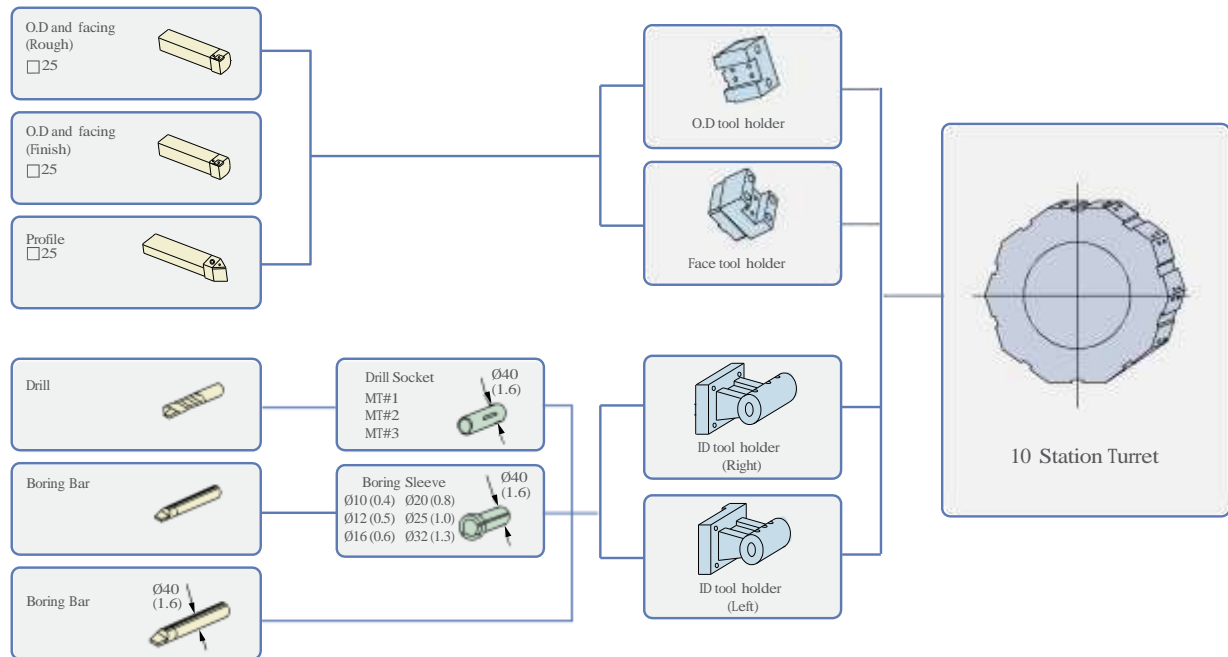 O.D and facing
(Rough)
□25
O.D and facing
(Finish)
□25
Profile
□25
O.D tool holder
Face tool holder
Drill
Drill Socket
MT#1
MT#2
MT#3
Ø40
(1.6)
Boring Bar
Boring Sleeve
Ø10 (0.4) Ø20 (0.8)
Ø12 (0.5) Ø25 (1.0)
Ø16 (0.6) Ø32 (1.3)
Ø40
(1.6)
Boring Bar
Ø40
(1.6)
ID tool holder
(Right)
ID tool holder
(Left)
10 Station Turret